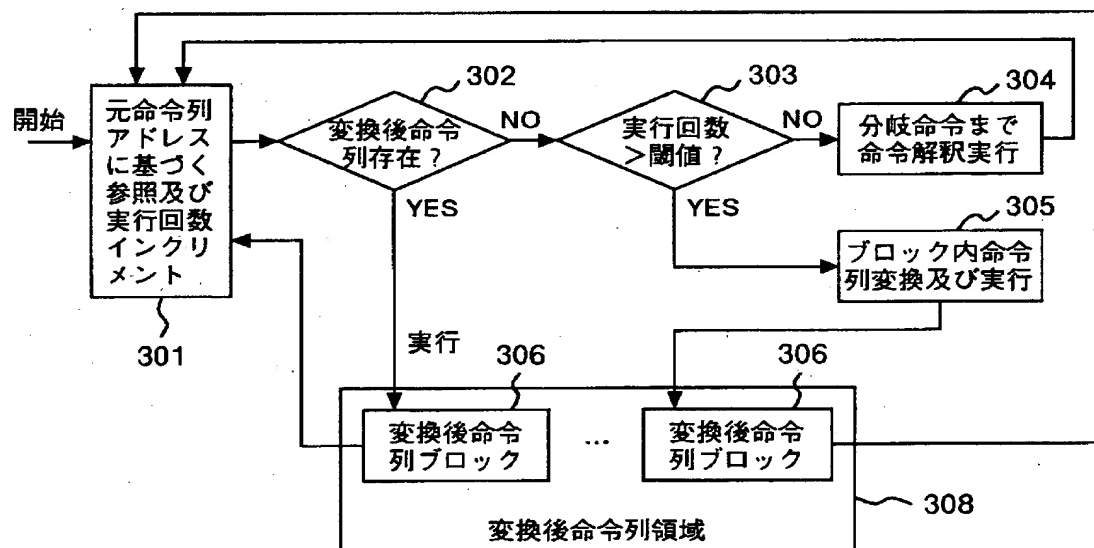 開始
元命令列
アドレス
に基づく
参照及び
実行回数
インクリ
メント
301
302
変換後命令
列存在？
NO
YES
303
実行回数
＞閾値？
NO
YES
304
分岐命令まで
命令解釈実行
305
ブロック内命令
列変換及び実行
実行
306
変換後命令
列ブロック
…
306
変換後命令
列ブロック
308
変換後命令列領域